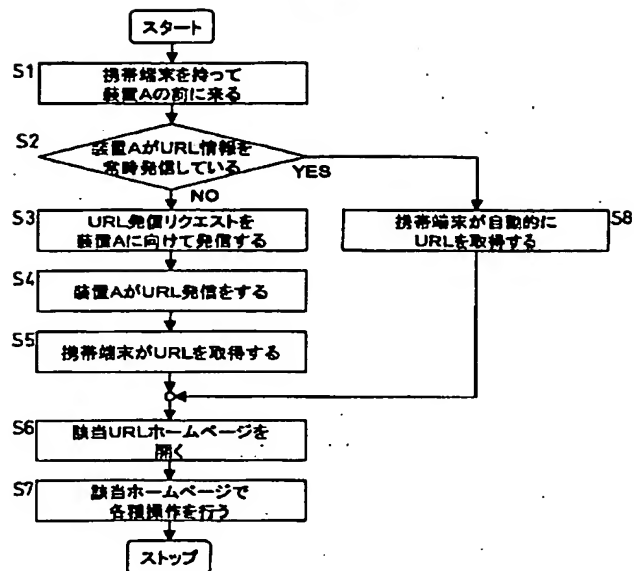 スタート
S1
携帯端末を持って
装置Aの前に来る
S2
装置AがURL情報を
常時発信している
YES
NO
S3
URL発信リクエストを
装置Aに向けて発信する
S8
携帯端末が自動的に
URLを取得する
S4
装置AがURL発信をする
S5
携帯端末がURLを取得する
S6
該当URLホームページを
開く
S7
該当ホームページで
各種操作を行う
ストップ